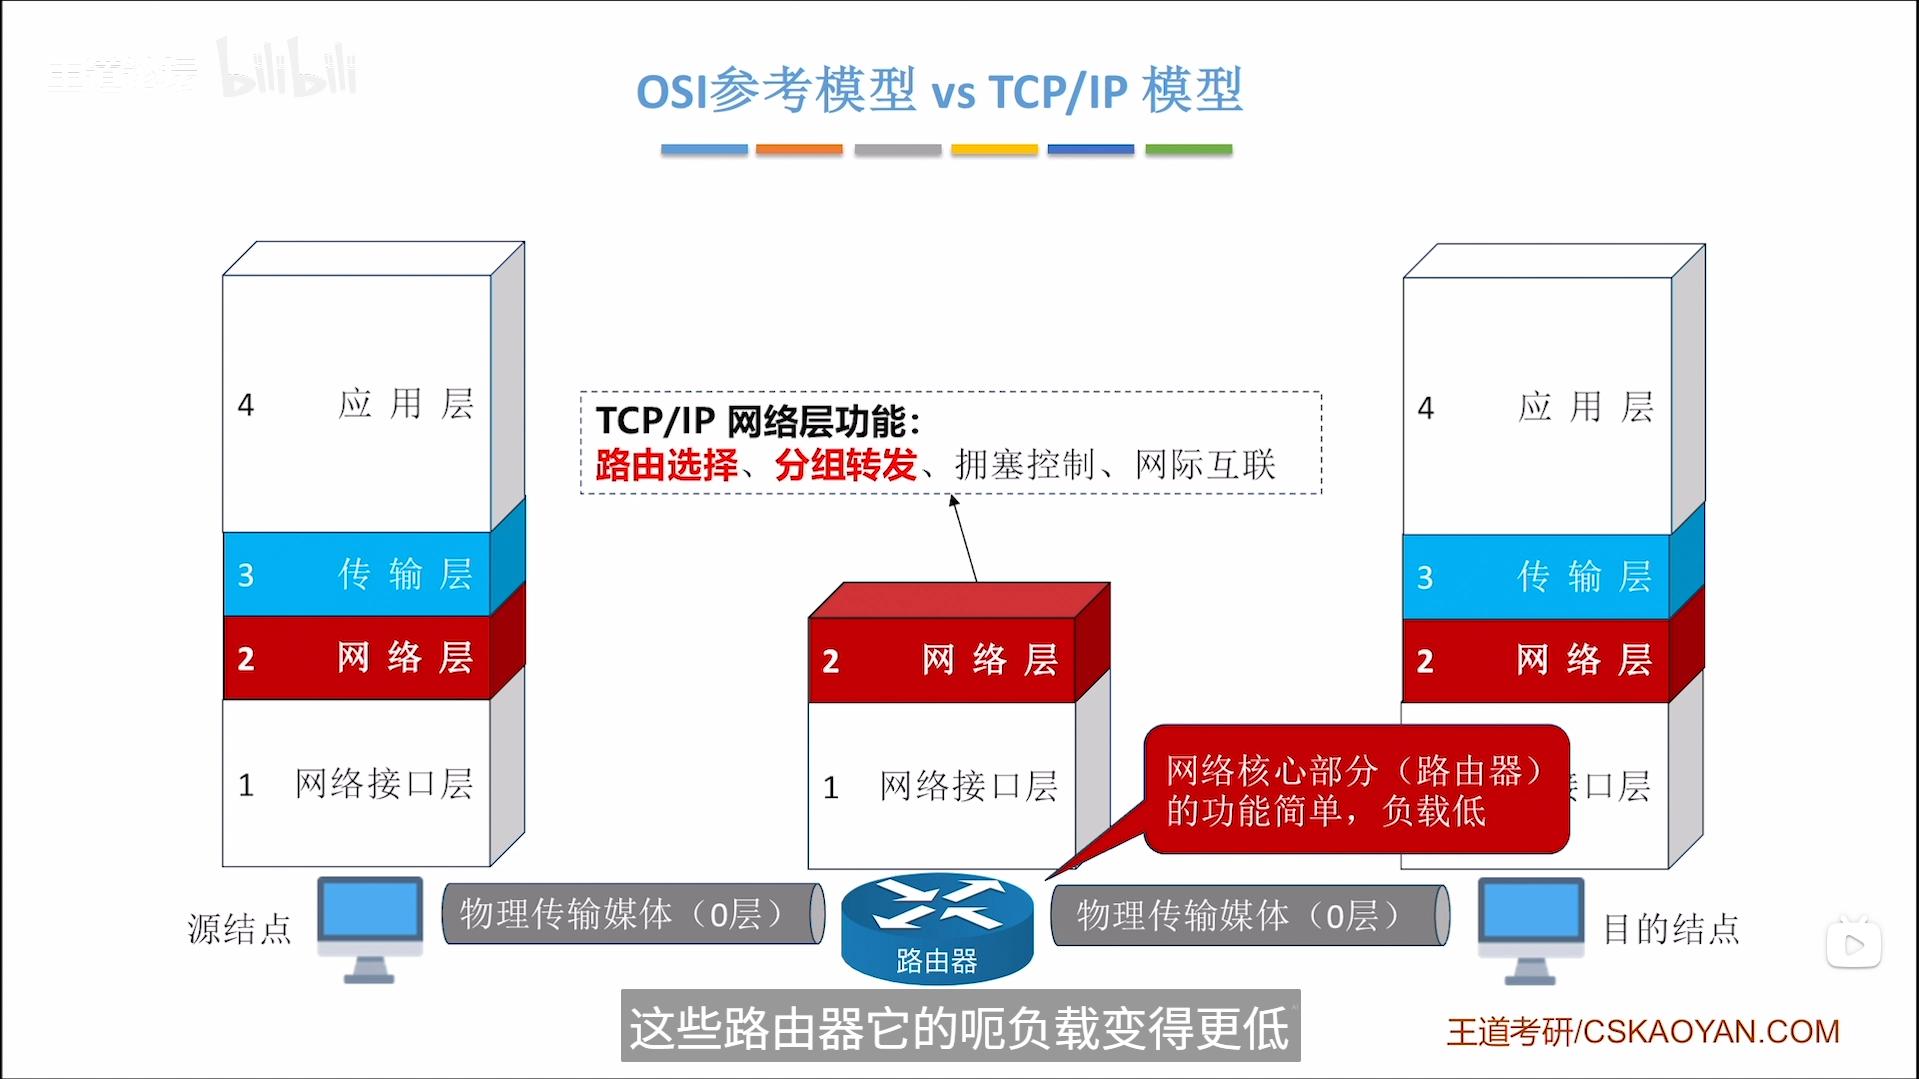 王道论坛 bilibili
OSI参考模型 vs TCP/IP 模型
4 应用层
3 传输层
2 网络层
1 网络接口层
TCP/IP 网络层功能：
路由选择、分组转发、拥塞控制、网际互联
2 网络层
1 网络接口层
4 应用层
3 传输层
2 网络层
接口层
网络核心部分（路由器）
的功能简单，负载低
源结点
物理传输媒体（0层）
路由器
物理传输媒体（0层）
目的结点
这些路由器它的呃负载变得更低
王道考研/CSKAOYAN.COM